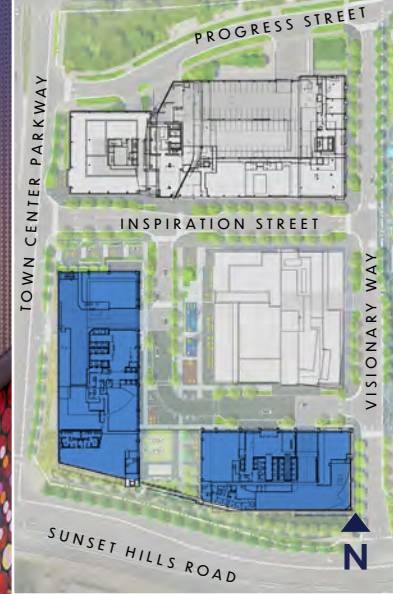 PROGRESS STREET
TOWN CENTER PARKWAY
INSPIRATION STREET
VISIONARY WAY
SUNSET HILLS ROAD
N